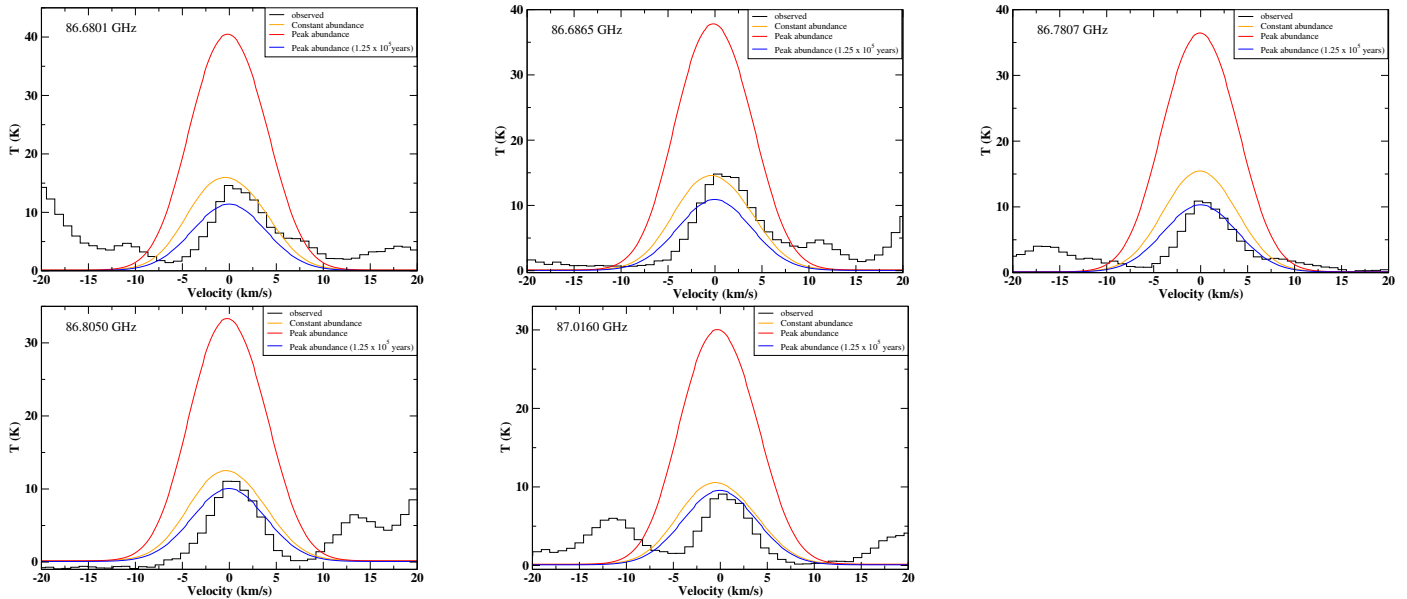 86.6801 GHz
observed
Constant abundance
Peak abundance
Peak abundance (1.25 x 10^5 years)
T (K)
40
30
20
10
0
-20 -15 -10 -5 0 5 10 15 20
Velocity (km/s)
86.6865 GHz
observed
Constant abundance
Peak abundance
Peak abundance (1.25 x 10^5 years)
T (K)
40
30
20
10
0
-20 -15 -10 -5 0 5 10 15 20
Velocity (km/s)
86.7807 GHz
observed
Constant abundance
Peak abundance
Peak abundance (1.25 x 10^5 years)
T (K)
40
30
20
10
0
-20 -15 -10 -5 0 5 10 15 20
Velocity (km/s)
86.8050 GHz
observed
Constant abundance
Peak abundance
Peak abundance (1.25 x 10^5 years)
T (K)
30
20
10
0
-20 -15 -10 -5 0 5 10 15 20
Velocity (km/s)
87.0160 GHz
observed
Constant abundance
Peak abundance
Peak abundance (1.25 x 10^5 years)
T (K)
30
20
10
0
-20 -15 -10 -5 0 5 10 15 20
Velocity (km/s)